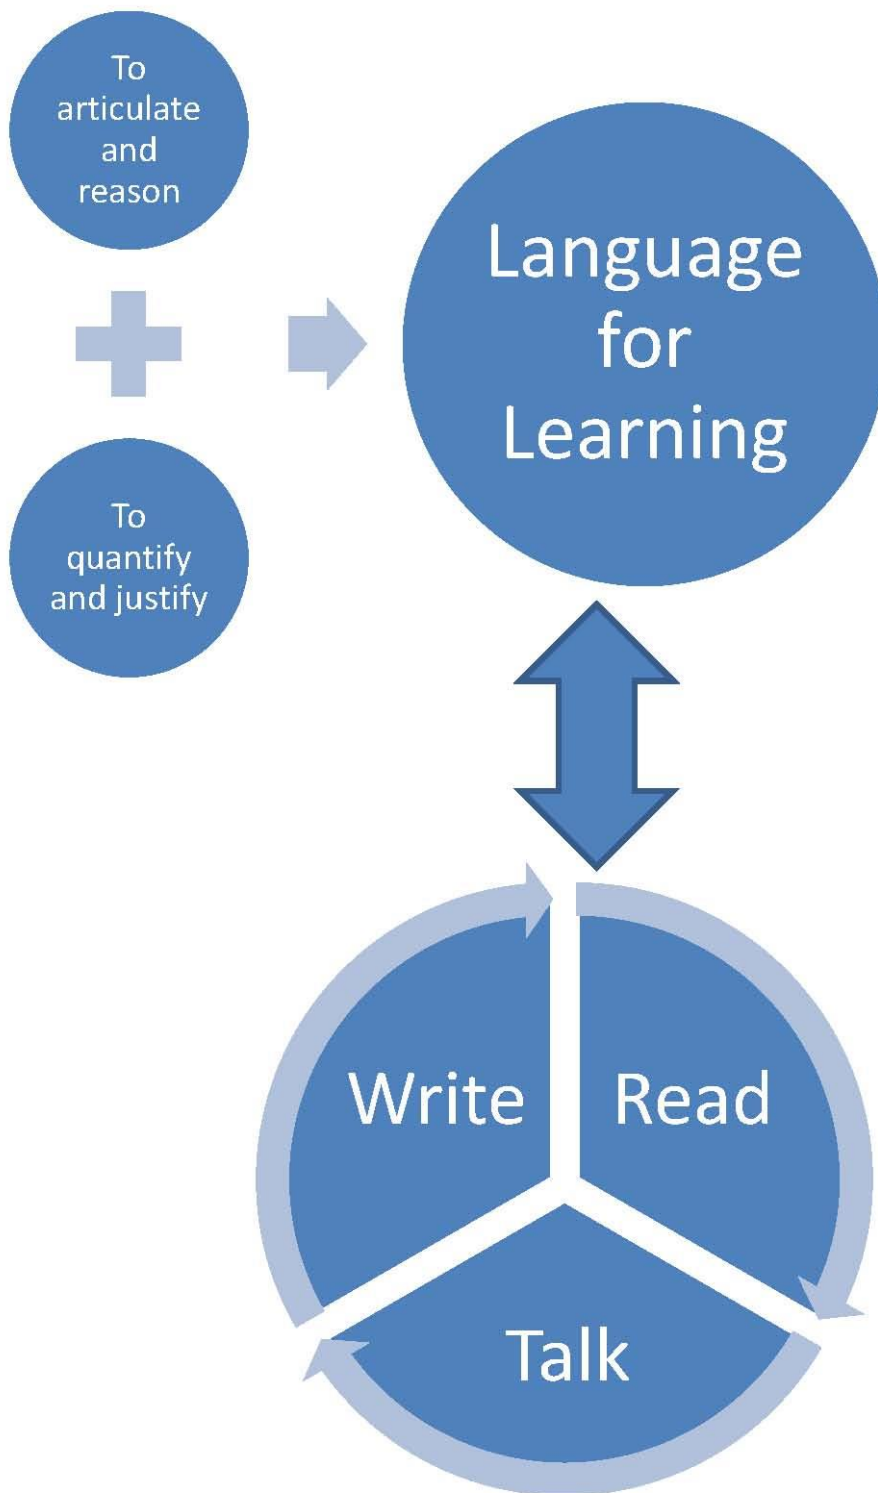 To
articulate
and
reason
To
quantify
and justify
Language
for
Learning
Write
Read
Talk